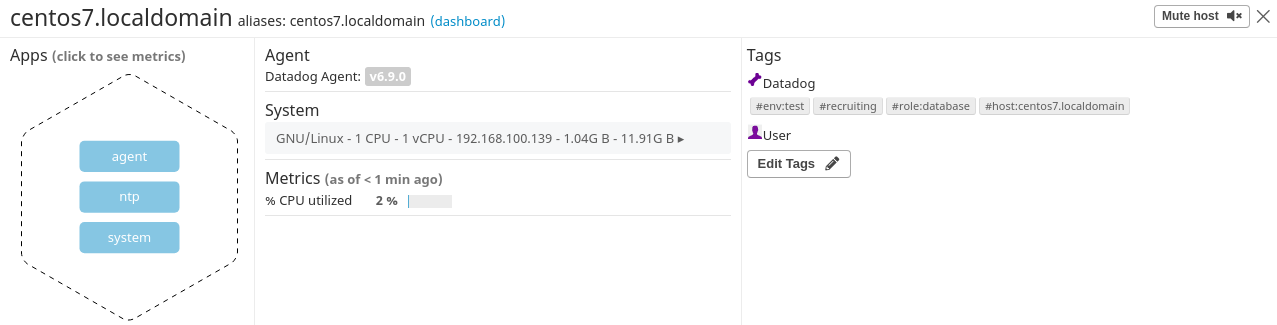 centos7.localdomain aliases: centos7.localdomain (dashboard)
Mute host
Apps (click to see metrics)
agent
ntp
system
Agent
Datadog Agent: v6.9.0
System
GNU/Linux - 1 CPU - 1 vCPU - 192.168.100.139 - 1.04G B - 11.91G B ▸
Metrics (as of < 1 min ago)
% CPU utilized 2 %
Tags
Datadog
#env:test #recruiting #role:database #host:centos7.localdomain
User
Edit Tags